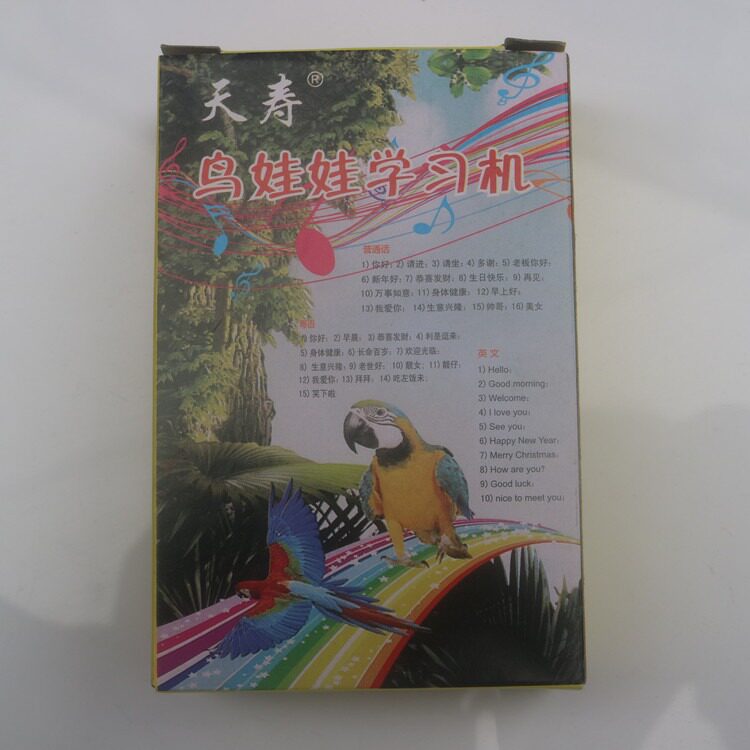 天寿®
鸟娃娃学习机
普通话
1) 你好; 2) 请进; 3) 请坐; 4) 多谢; 5) 老板你好;
6) 新年好; 7) 恭喜发财; 8) 生日快乐; 9) 再见;
10) 万事如意; 11) 身体健康; 12) 早上好;
13) 我爱你; 14) 生意兴隆; 15) 帅哥; 16) 美女
粤语
1) 你好; 2) 早晨; 3) 恭喜发财; 4) 利是逗来;
5) 身体健康; 6) 长命百岁; 7) 欢迎光临;
8) 生意兴隆; 9) 老世好; 10) 靓女; 11) 靓仔;
12) 我爱你; 13) 拜拜; 14) 吃左饭未;
15) 笑下啦
英文
1) Hello;
2) Good morning;
3) Welcome;
4) I love you;
5) See you;
6) Happy New Year;
7) Merry Christmas;
8) How are you?
9) Good luck;
10) nice to meet you;